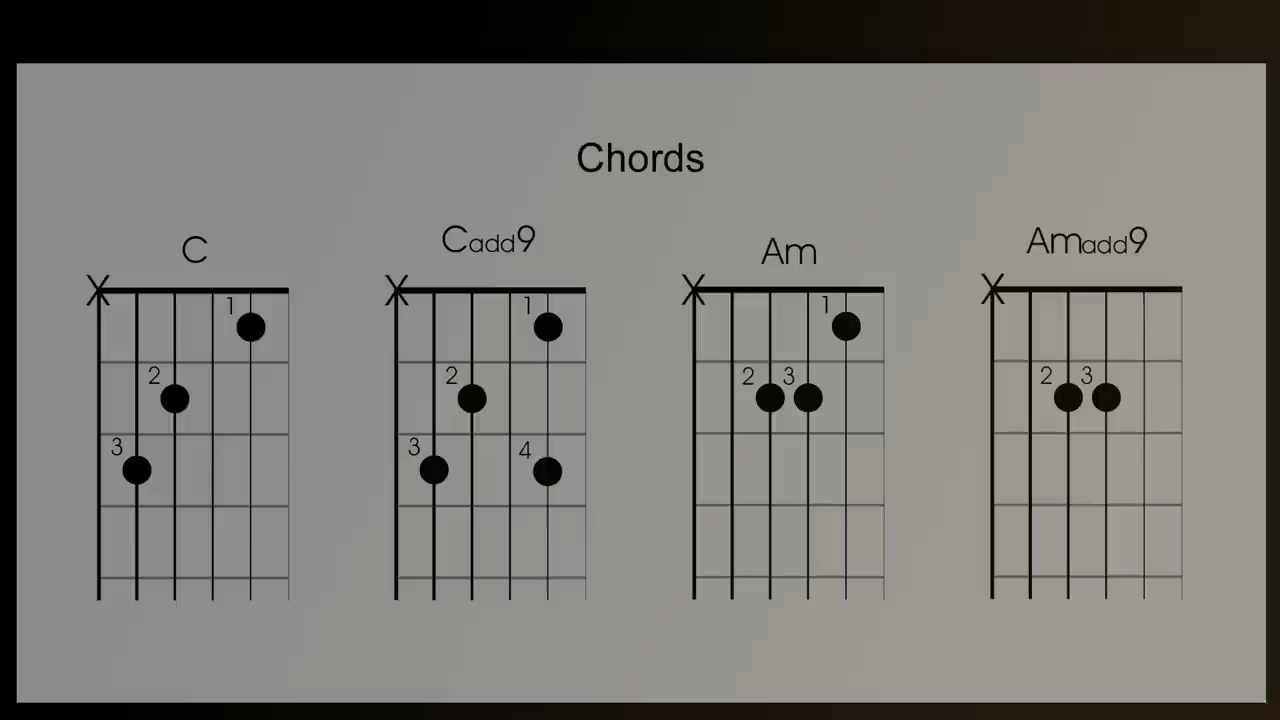 Chords
C Cadd9 Am Amadd9
X X X X
1 1 1
2 2 2 3 2 3
3 3 4